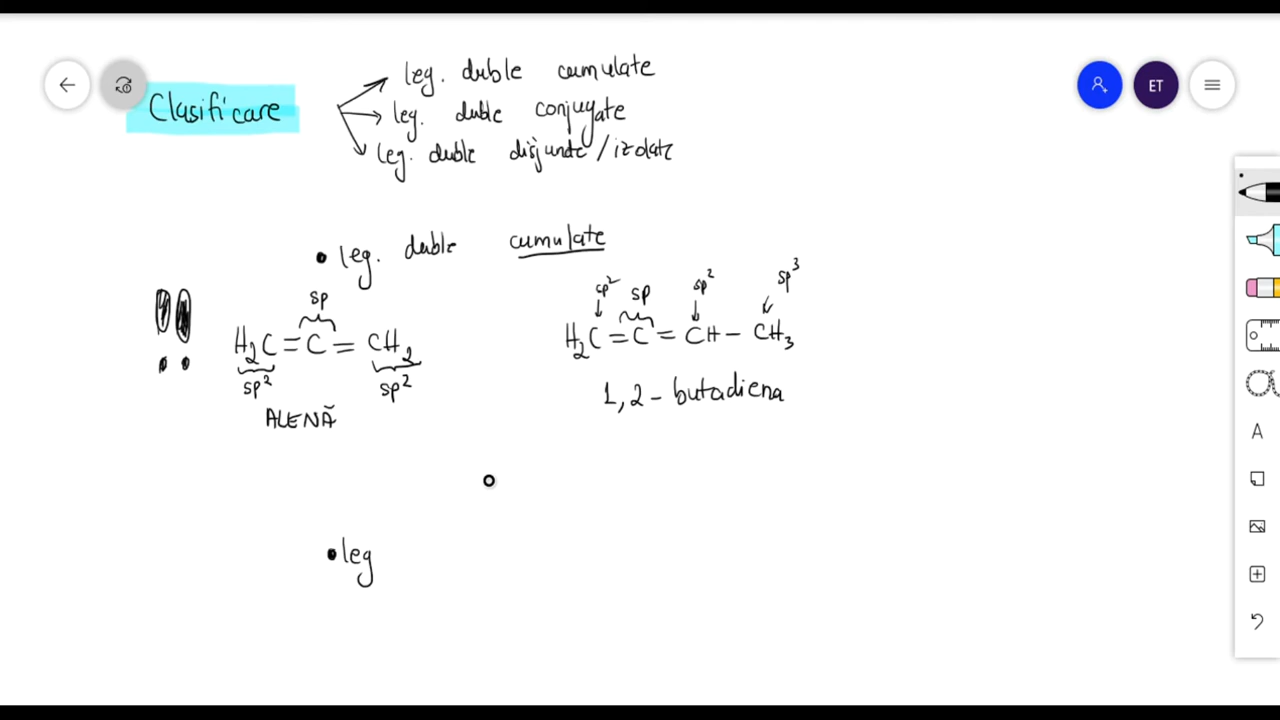 leg. duble cumulate
ET
Clasificare
leg. duble conjugate
leg. duble disjuncte/izolate
• leg. duble cumulate
!!
sp
sp² sp sp² sp³
H₂C=C=CH₂
H₂C=C=CH-CH₃
sp² sp²
ALENĂ
1,2-butadiena
A
• leg